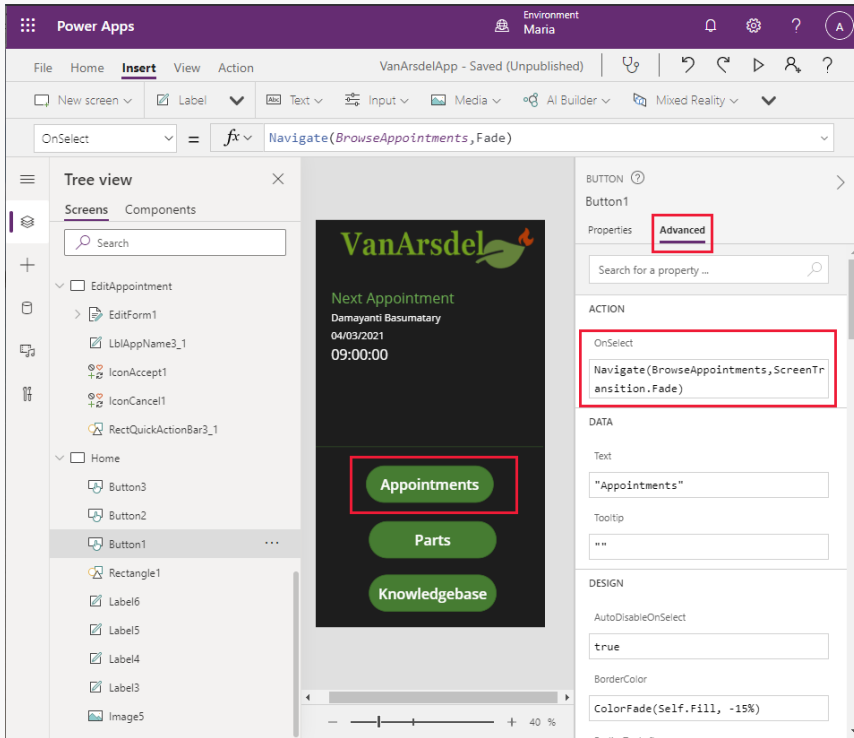 Power Apps
Environment
Maria
?
A
File Home Insert View Action
VanArsdelApp - Saved (Unpublished)
?
New screen
Label
Abc Text
Input
Media
AI Builder
Mixed Reality
OnSelect
=
fx
Navigate(BrowseAppointments,Fade)
Tree view
Screens Components
Search
EditAppointment
EditForm1
LblAppName3_1
IconAccept1
IconCancel1
RectQuickActionBar3_1
Home
Button3
Button2
Button1
...
Rectangle1
Label6
Label5
Label4
Label3
Image5
VanArsdel
Next Appointment
Damayanti Basumatary
04/03/2021
09:00:00
Appointments
Parts
Knowledgebase
40 %
BUTTON ?
Button1
Properties Advanced
Search for a property ...
ACTION
OnSelect
Navigate(BrowseAppointments,ScreenTr
ansition.Fade)
DATA
Text
"Appointments"
Tooltip
""
DESIGN
AutoDisableOnSelect
true
BorderColor
ColorFade(Self.Fill, -15%)